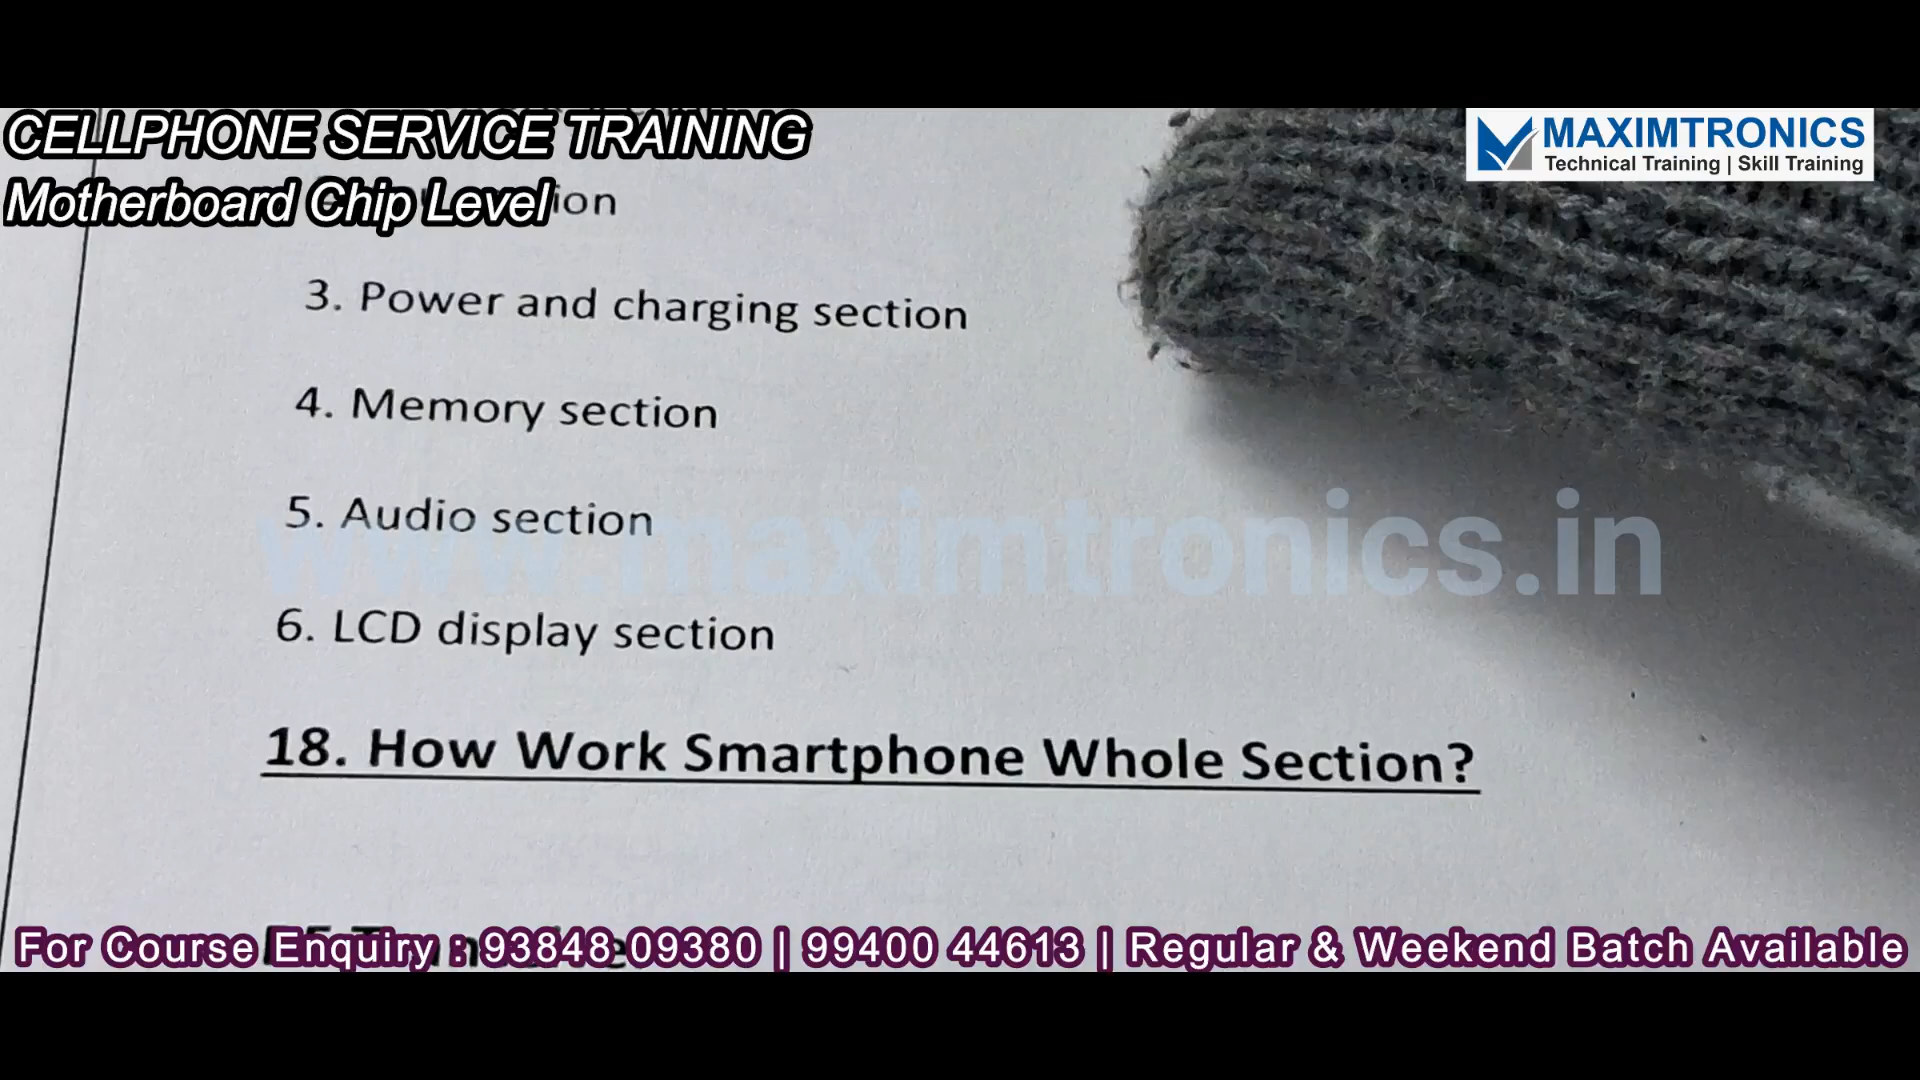 CELLPHONE SERVICE TRAINING
MAXIMTRONICS
Technical Training | Skill Training
Motherboard Chip Level
3. Power and charging section
4. Memory section
5. Audio section
www.maximtronics.in
6. LCD display section
18. How Work Smartphone Whole Section?
For Course Enquiry : 93848 09380 | 99400 44613 | Regular & Weekend Batch Available